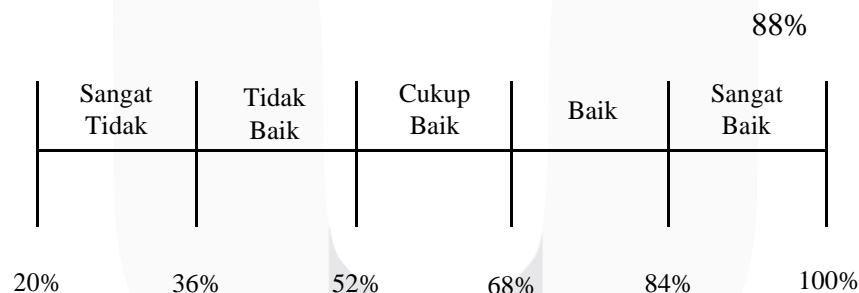 88%
Sangat Tidak
Tidak Baik
Cukup Baik
Baik
Sangat Baik
20% 36% 52% 68% 84% 100%